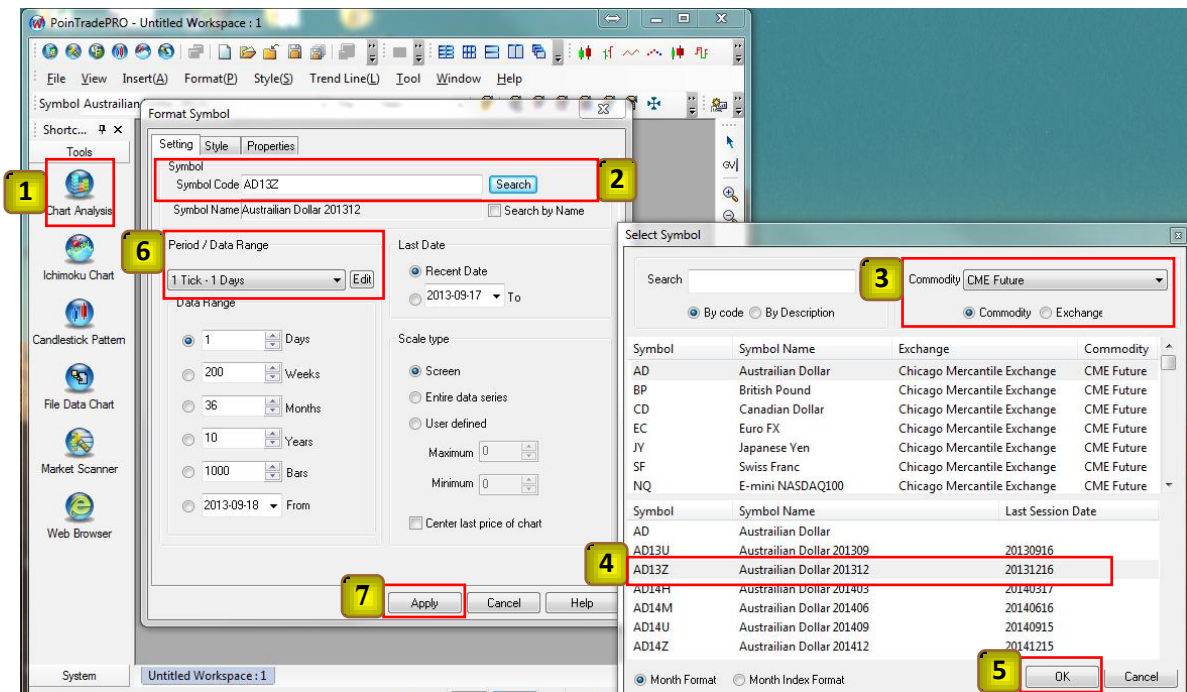 PoinTradePRO - Untitled Workspace : 1
File View Insert(A) Format(P) Style(S) Trend Line(L) Tool Window Help
Symbol Australian
Shortc...
Tools
1
Chart Analysis
Ichimoku Chart
Candlestick Pattern
File Data Chart
Market Scanner
Web Browser
System
Untitled Workspace : 1
Format Symbol
Setting Style Properties
Symbol
Symbol Code AD13Z Search
2
Symbol Name Austrailian Dollar 201312 Search by Name
6
Period / Data Range
1 Tick - 1 Days Edit
Data Range
1 Days
200 Weeks
36 Months
10 Years
1000 Bars
2013-09-18 From
Last Date
Recent Date
2013-09-17 To
Scale type
Screen
Entire data series
User defined
Maximum 0
Minimum 0
Center last price of chart
7
Apply Cancel Help
Select Symbol
Search
By code By Description
3
Commodity CME Future
Commodity Exchange
Symbol Symbol Name Exchange Commodity
AD Austrailian Dollar Chicago Mercantile Exchange CME Future
BP British Pound Chicago Mercantile Exchange CME Future
CD Canadian Dollar Chicago Mercantile Exchange CME Future
EC Euro FX Chicago Mercantile Exchange CME Future
JY Japanese Yen Chicago Mercantile Exchange CME Future
SF Swiss Franc Chicago Mercantile Exchange CME Future
NQ E-mini NASDAQ100 Chicago Mercantile Exchange CME Future
Symbol Symbol Name Last Session Date
AD Austrailian Dollar
AD13U Austrailian Dollar 201309 20130916
4
AD13Z Austrailian Dollar 201312 20131216
AD14H Austrailian Dollar 201403 20140317
AD14M Austrailian Dollar 201406 20140616
AD14U Austrailian Dollar 201409 20140915
AD14Z Austrailian Dollar 201412 20141215
Month Format Month Index Format
5
OK Cancel